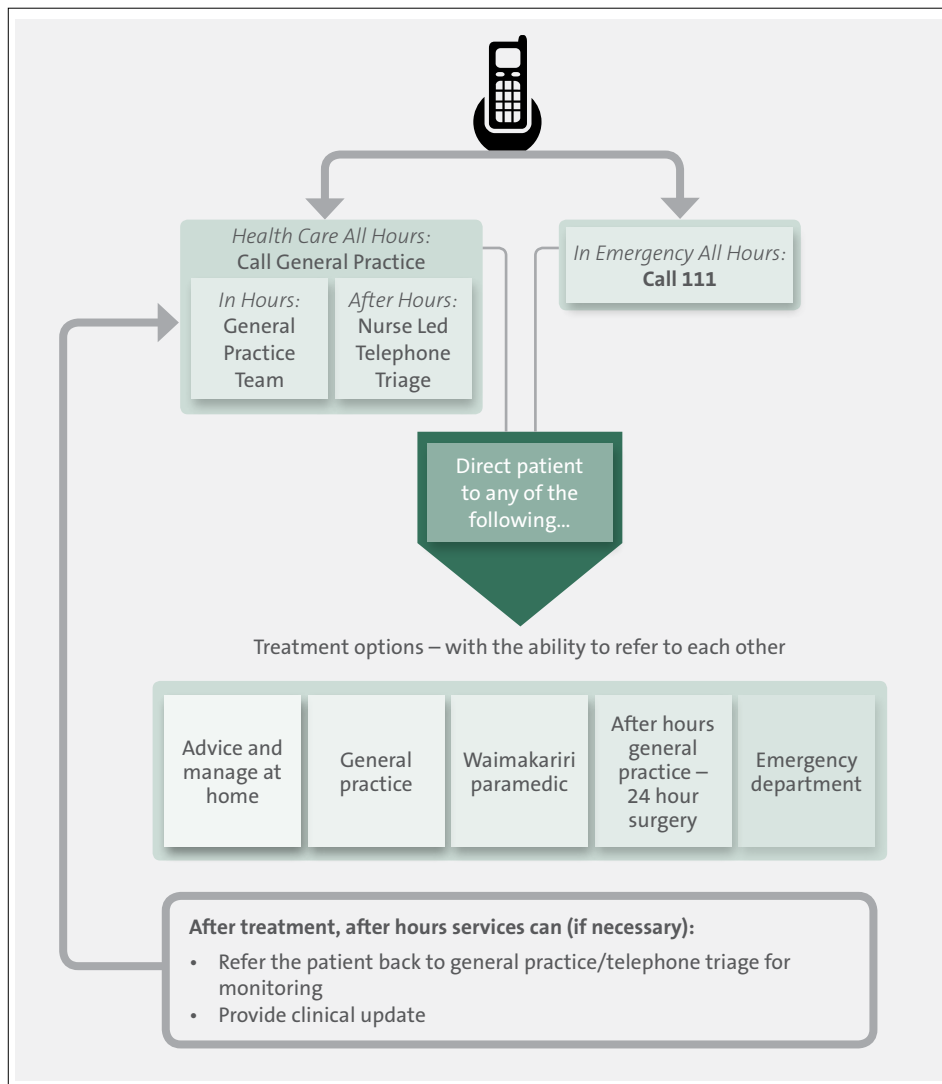 Health Care All Hours:
Call General Practice
In Hours:
General
Practice
Team
After Hours:
Nurse Led
Telephone
Triage
In Emergency All Hours:
Call 111
Direct patient
to any of the
following...
Treatment options – with the ability to refer to each other
Advice and
manage at
home
General
practice
Waimakariri
paramedic
After hours
general
practice –
24 hour
surgery
Emergency
department
After treatment, after hours services can (if necessary):
• Refer the patient back to general practice/telephone triage for
monitoring
• Provide clinical update